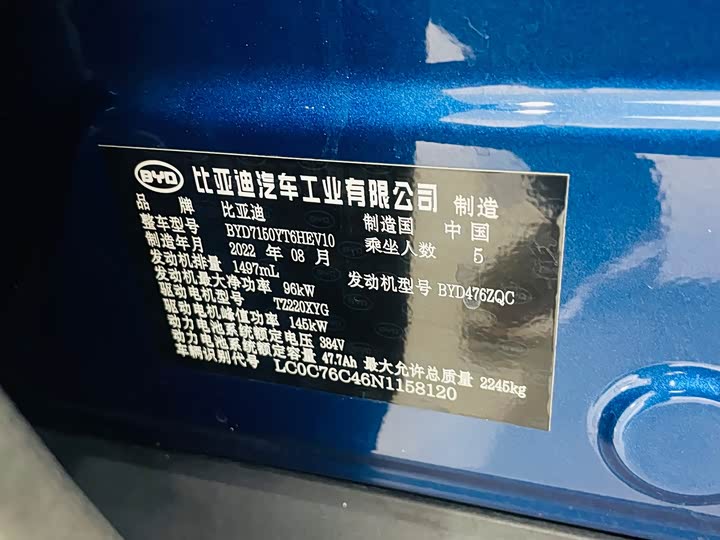 BYD 比亚迪汽车工业有限公司 制造
品牌 比亚迪 制造国 中国
整车型号 BYD7150YT6HEV10 乘坐人数 5
制造年月 2022 年 08 月
发动机排量 1497mL 发动机型号 BYD476ZQC
发动机最大净功率 96kW
驱动电机型号 TZ220XYG
驱动电机峰值功率 145kW
动力电池系统额定电压 384V
动力电池系统额定容量 47.7Ah 最大允许总质量 2245kg
车辆识别代号 LC0C76C46N1158120